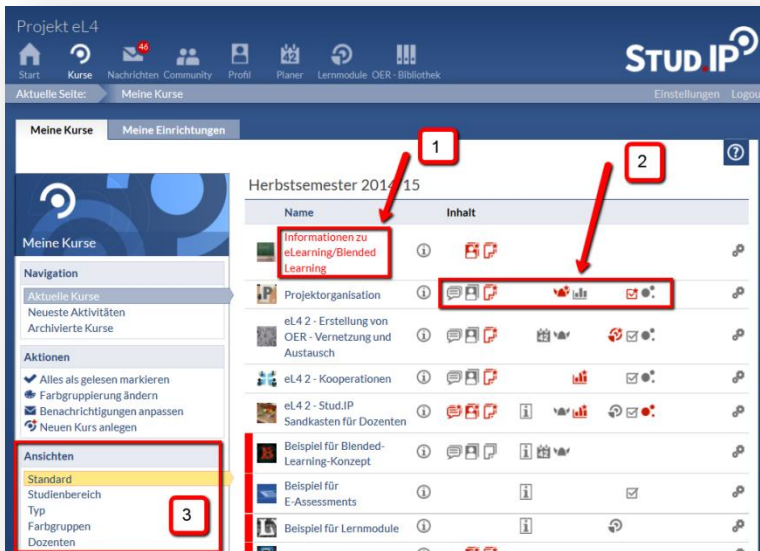 Projekt eL4
46
42
Start Kurse Nachrichten Community Profil Planer Lernmodule OER - Bibliothek
STUD.IP
Aktuelle Seite: Meine Kurse
Einstellungen Logou
Meine Kurse Meine Einrichtungen
1
2
Herbstsemester 2014/15
Name Inhalt
Informationen zu
eLearning/Blended
Learning
Projektorganisation
eL4 2 - Erstellung von
OER - Vernetzung und
Austausch
eL4 2 - Kooperationen
eL4 2 - Stud.IP
Sandkasten für Dozenten
Beispiel für Blended-
Learning-Konzept
Beispiel für
E-Assessments
Beispiel für Lernmodule
Meine Kurse
Navigation
Aktuelle Kurse
Neueste Aktivitäten
Archivierte Kurse
Aktionen
Alles als gelesen markieren
Farbgruppierung ändern
Benachrichtigungen anpassen
Neuen Kurs anlegen
Ansichten
Standard
Studienbereich
Typ
Farbgruppen
Dozenten
3